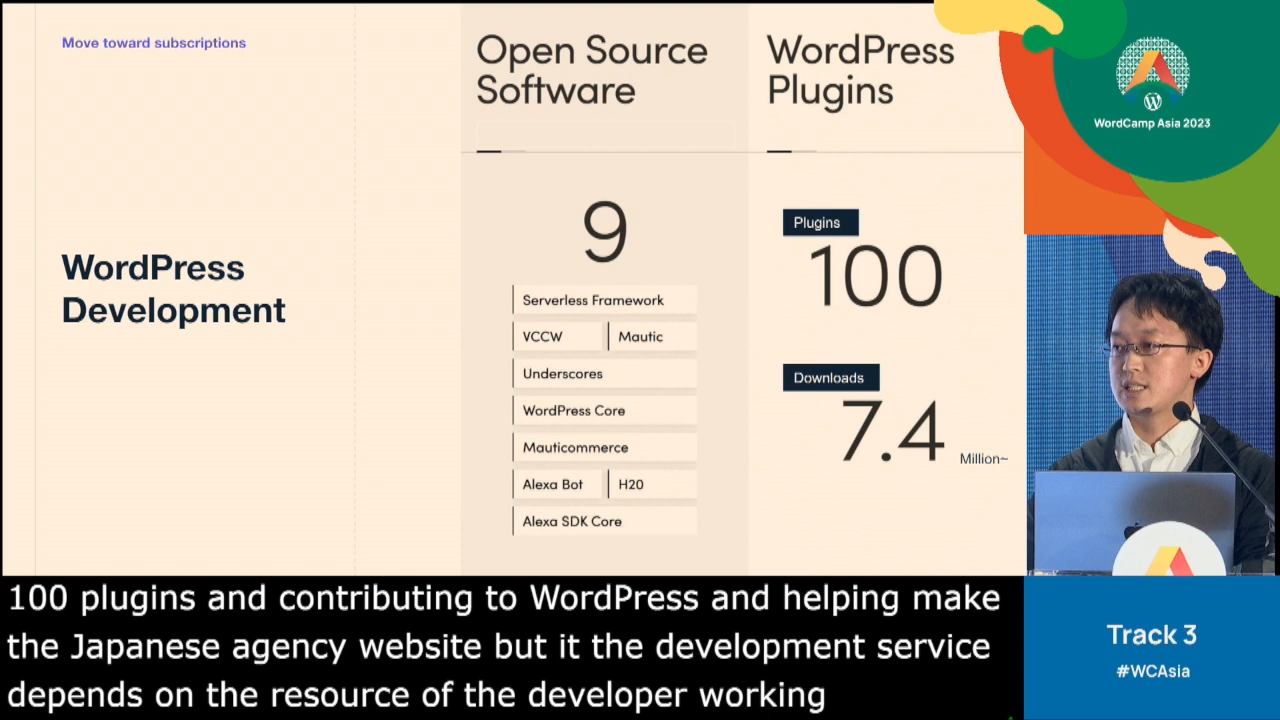 Move toward subscriptions
WordPress
Development
Open Source
Software
9
Serverless Framework
VCCW
Mautic
Underscores
WordPress Core
Mauticommerce
Alexa Bot
H20
Alexa SDK Core
WordPress
Plugins
Plugins
100
Downloads
7.4
Million~
WordCamp Asia 2023
100 plugins and contributing to WordPress and helping make
the Japanese agency website but it the development service
depends on the resource of the developer working
Track 3
#WCAsia